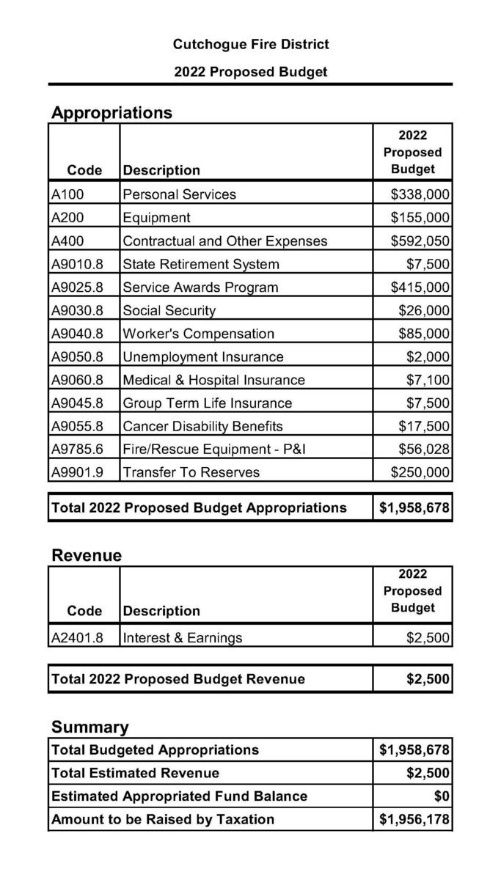 Cutchogue Fire District
2022 Proposed Budget
Appropriations
Code Description 2022 Proposed Budget
A100 Personal Services $338,000
A200 Equipment $155,000
A400 Contractual and Other Expenses $592,050
A9010.8 State Retirement System $7,500
A9025.8 Service Awards Program $415,000
A9030.8 Social Security $26,000
A9040.8 Worker's Compensation $85,000
A9050.8 Unemployment Insurance $2,000
A9060.8 Medical & Hospital Insurance $7,100
A9045.8 Group Term Life Insurance $7,500
A9055.8 Cancer Disability Benefits $17,500
A9785.6 Fire/Rescue Equipment - P&I $56,028
A9901.9 Transfer To Reserves $250,000
Total 2022 Proposed Budget Appropriations $1,958,678
Revenue
Code Description 2022 Proposed Budget
A2401.8 Interest & Earnings $2,500
Total 2022 Proposed Budget Revenue $2,500
Summary
Total Budgeted Appropriations $1,958,678
Total Estimated Revenue $2,500
Estimated Appropriated Fund Balance $0
Amount to be Raised by Taxation $1,956,178